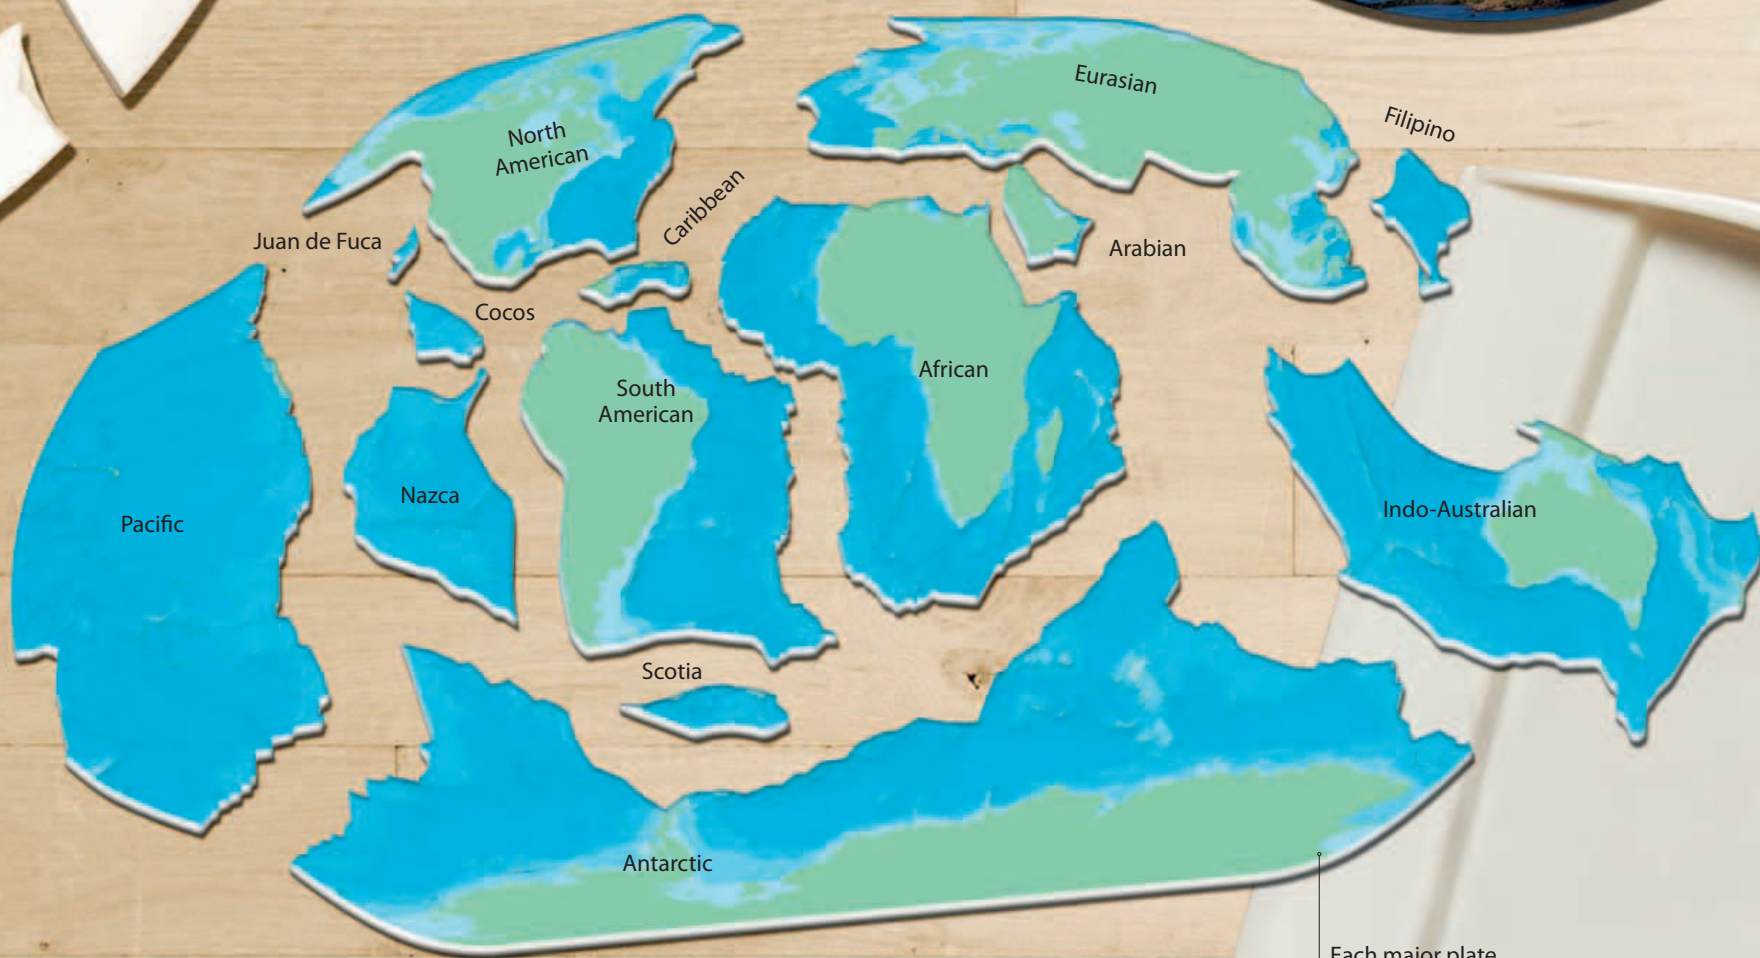 Eurasian
Filipino
North
American
Caribbean
Juan de Fuca
Arabian
Cocos
African
South
American
Nazca
Indo-Australian
Pacific
Scotia
Antarctic
Each major plate